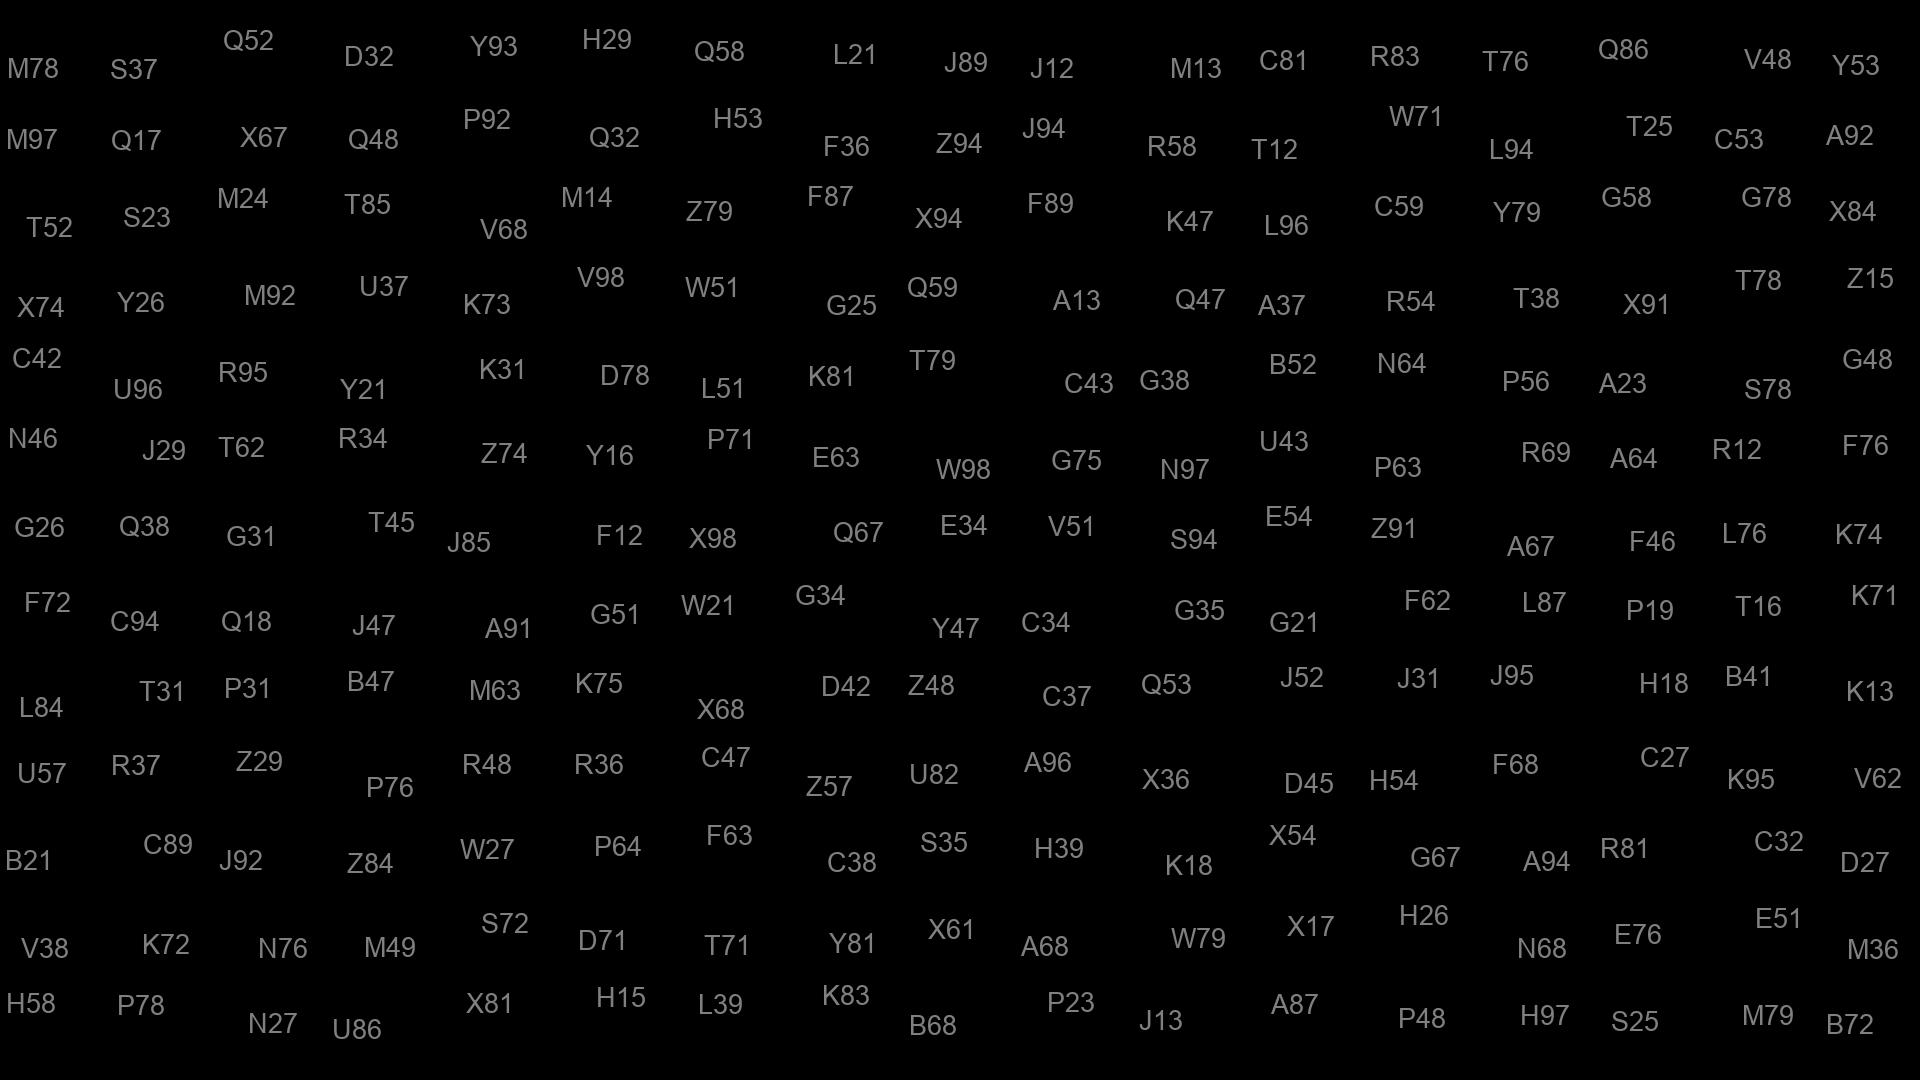 M78 S37 Q52 D32 Y93 H29 Q58 L21 J89 J12 M13 C81 R83 T76 Q86 V48 Y53
M97 Q17 X67 Q48 P92 Q32 H53 F36 Z94 J94 R58 T12 W71 L94 T25 C53 A92
T52 S23 M24 T85 V68 M14 Z79 F87 X94 F89 K47 L96 C59 Y79 G58 G78 X84
X74 Y26 M92 U37 K73 V98 W51 G25 Q59 A13 Q47 A37 R54 T38 X91 T78 Z15
C42 U96 R95 Y21 K31 D78 L51 K81 T79 C43 G38 B52 N64 P56 A23 S78 G48
N46 J29 T62 R34 Z74 Y16 P71 E63 W98 G75 N97 U43 P63 R69 A64 R12 F76
G26 Q38 G31 T45 J85 F12 X98 Q67 E34 V51 S94 E54 Z91 A67 F46 L76 K74
F72 C94 Q18 J47 A91 G51 W21 G34 Y47 C34 G35 G21 F62 L87 P19 T16 K71
L84 T31 P31 B47 M63 K75 X68 D42 Z48 C37 Q53 J52 J31 J95 H18 B41 K13
U57 R37 Z29 P76 R48 R36 C47 Z57 U82 A96 X36 D45 H54 F68 C27 K95 V62
B21 C89 J92 Z84 W27 P64 F63 C38 S35 H39 K18 X54 G67 A94 R81 C32 D27
V38 K72 N76 M49 S72 D71 T71 Y81 X61 A68 W79 X17 H26 N68 E76 E51 M36
H58 P78 N27 U86 X81 H15 L39 K83 B68 P23 J13 A87 P48 H97 S25 M79 B72